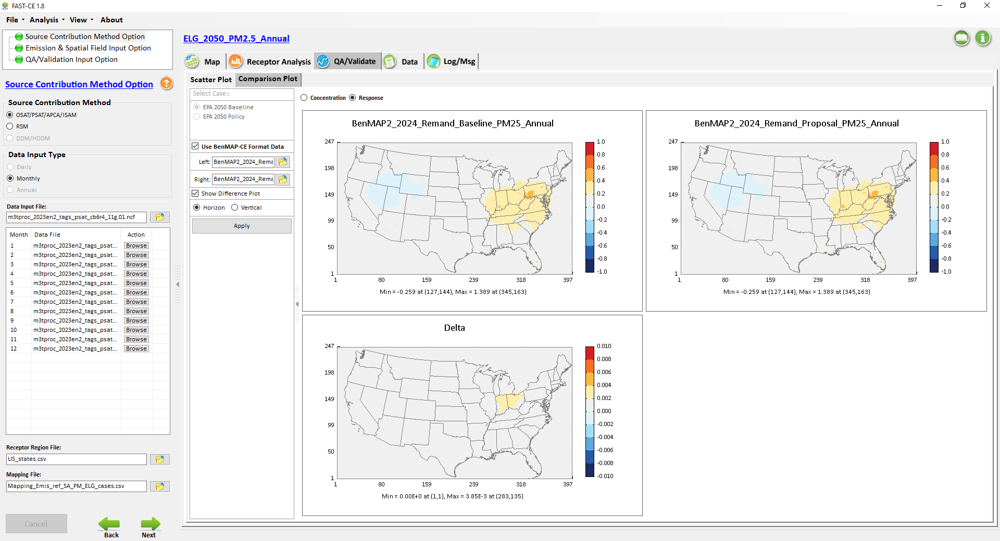 FAST-CE 1.8
File Analysis View About
Source Contribution Method Option
Emission & Spatial Field Input Option
QA/Validation Input Option
Source Contribution Method Option
Source Contribution Method
OSAT/PSAT/APCA/ISAM
RSM
DDM/HDDM
Data Input Type
Daily
Monthly
Annual
Data Input File:
m3tproc_2023en2_tags_psat_cb6r4_11g.01.ncf
Month Data File Action
1 m3tproc_2023en2_tags_psat... Browse
2 m3tproc_2023en2_tags_psat... Browse
3 m3tproc_2023en2_tags_psat... Browse
4 m3tproc_2023en2_tags_psat... Browse
5 m3tproc_2023en2_tags_psat... Browse
6 m3tproc_2023en2_tags_psat... Browse
7 m3tproc_2023en2_tags_psat... Browse
8 m3tproc_2023en2_tags_psat... Browse
9 m3tproc_2023en2_tags_psat... Browse
10 m3tproc_2023en2_tags_psat... Browse
11 m3tproc_2023en2_tags_psat... Browse
12 m3tproc_2023en2_tags_psat... Browse
Receptor Region File:
US_states.csv
Mapping File:
Mapping_Emis_ref_SA_PM_ELG_cases.csv
Cancel
Back
Next
ELG_2050_PM2.5_Annual
Map
Receptor Analysis
QA/Validate
Data
Log/Msg
Scatter Plot
Comparison Plot
Select Case:
EPA 2050 Baseline
EPA 2050 Policy
Use BenMAP-CE Format Data
Left: BenMAP2_2024_Rema
Right: BenMAP2_2024_Rema
Show Difference Plot
Horizon Vertical
Apply
Concentration Response
BenMAP2_2024_Remand_Baseline_PM25_Annual
247
198
149
99
50
1
1 80 159 239 318 397
1.0
0.8
0.6
0.4
0.2
0.0
-0.2
-0.4
-0.6
-0.8
-1.0
Min = -0.259 at (127,144), Max = 1.389 at (345,163)
BenMAP2_2024_Remand_Proposal_PM25_Annual
247
198
149
99
50
1
1 80 159 239 318 397
1.0
0.8
0.6
0.4
0.2
0.0
-0.2
-0.4
-0.6
-0.8
-1.0
Min = -0.259 at (127,144), Max = 1.389 at (345,163)
Delta
247
198
149
99
50
1
1 80 159 239 318 397
0.010
0.008
0.006
0.004
0.002
0.000
-0.002
-0.004
-0.006
-0.008
-0.010
Min = 0.00E+0 at (1,1), Max = 3.85E-3 at (283,135)